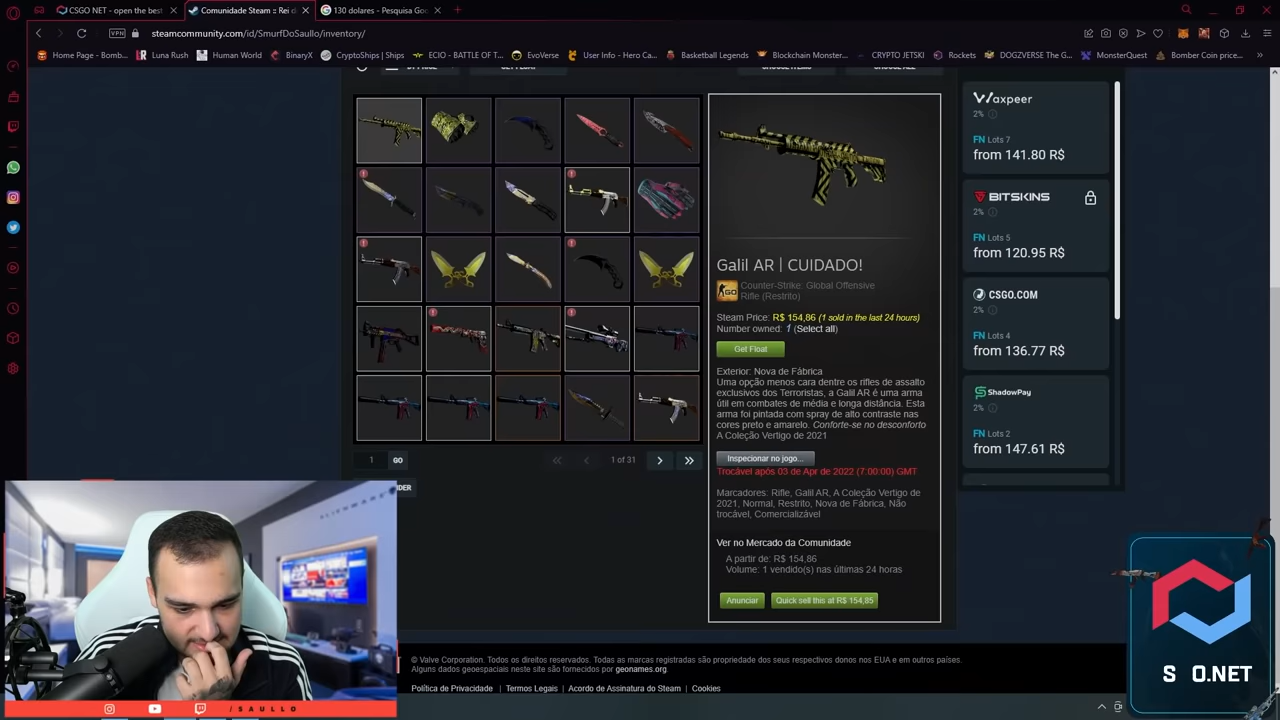 CSGO NET - open the best
Comunidade Steam :: Rei d
130 dolares - Pesquisa Goo
VPN
steamcommunity.com/id/SmurfDoSaullo/inventory/
Home Page - Bomb...
Luna Rush
Human World
BinaryX
CryptoShips | Ships
ECIO - BATTLE OF T...
EvoVerse
User Info - Hero Ca...
Basketball Legends
Blockchain Monster...
CRYPTO JETSKI
Rockets
DOGZVERSE The G...
MonsterQuest
Bomber Coin price...
Waxpeer
2%
FN Lots 7
from 141.80 R$
BITSKINS
2%
FN Lots 5
from 120.95 R$
CSGO.COM
2%
FN Lots 4
from 136.77 R$
ShadowPay
2%
FN Lots 2
from 147.61 R$
Galil AR | CUIDADO!
GO
Counter-Strike: Global Offensive
Rifle (Restrito)
Steam Price: R$ 154,86 (1 sold in the last 24 hours)
Number owned: 1 (Select all)
Get Float
Exterior: Nova de Fábrica
Uma opção menos cara dentre os rifles de assalto
exclusivos dos Terroristas, a Galil AR é uma arma
útil em combates de média e longa distância. Esta
arma foi pintada com spray de alto contraste nas
cores preto e amarelo. Conforte-se no desconforto
A Coleção Vertigo de 2021
Inspecionar no jogo...
Trocável após 03 de Apr de 2022 (7:00:00) GMT
Marcadores: Rifle, Galil AR, A Coleção Vertigo de
2021, Normal, Restrito, Nova de Fábrica, Não
trocável, Comercializável
Ver no Mercado da Comunidade
A partir de: R$ 154,86
Volume: 1 vendido(s) nas últimas 24 horas
Anunciar
Quick sell this at R$ 154,85
1
GO
1 of 31
NDER
© Valve Corporation. Todos os direitos reservados. Todas as marcas registradas são propriedade dos seus respectivos donos nos EUA e em outros países.
Alguns dados geoespaciais neste site são fornecidos por geonames.org.
Política de Privacidade | Termos Legais | Acordo de Assinatura do Steam | Cookies
/SAULLO
S O.NET